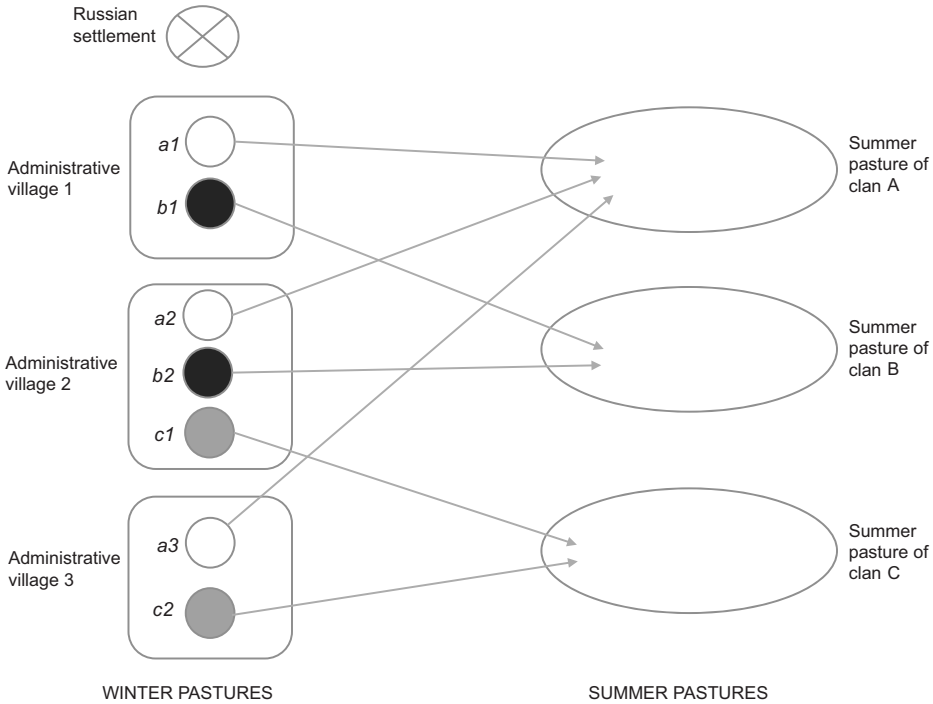 Russian
settlement
a1
Administrative
village 1
b1
Summer
pasture of
clan A
a2
Administrative
village 2
b2
c1
Summer
pasture of
clan B
a3
Administrative
village 3
c2
Summer
pasture of
clan C
WINTER PASTURES
SUMMER PASTURES